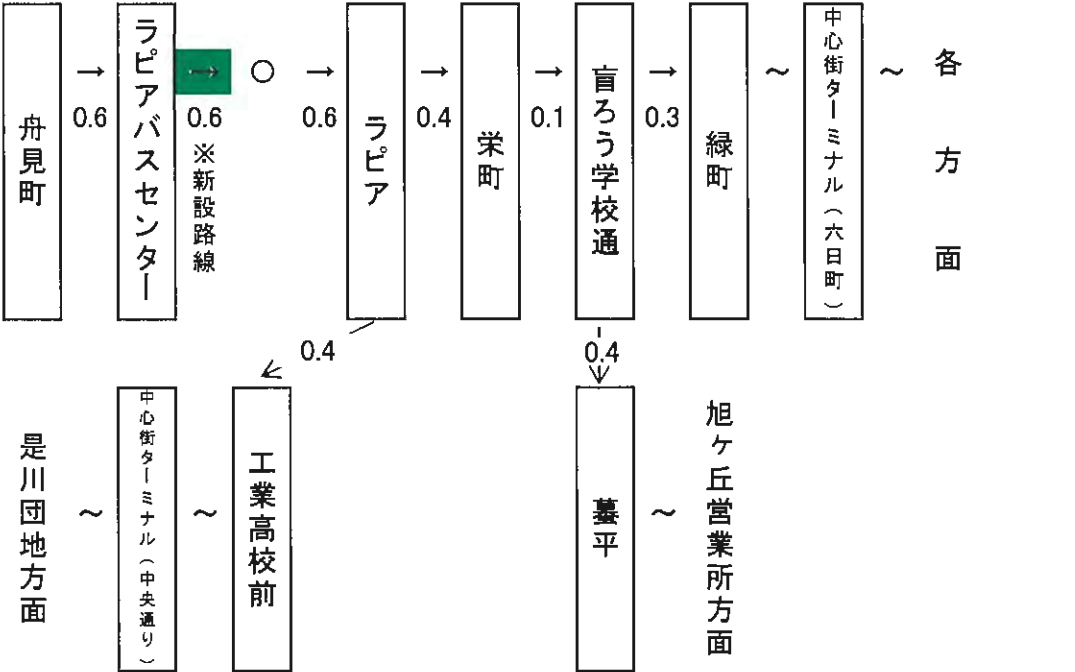 舟見町
→
0.6
ラピアバスセンター
→
0.6
※新設路線
○
→
0.6
ラピア
→
0.4
栄町
→
0.1
盲ろう学校通
→
0.3
緑町
~
中心街ターミナル(六日町)
~
各方面
0.4
0.4
是川団地方面
~
中心街ターミナル(中央通り)
~
工業高校前
蟇平
~
旭ケ丘営業所方面